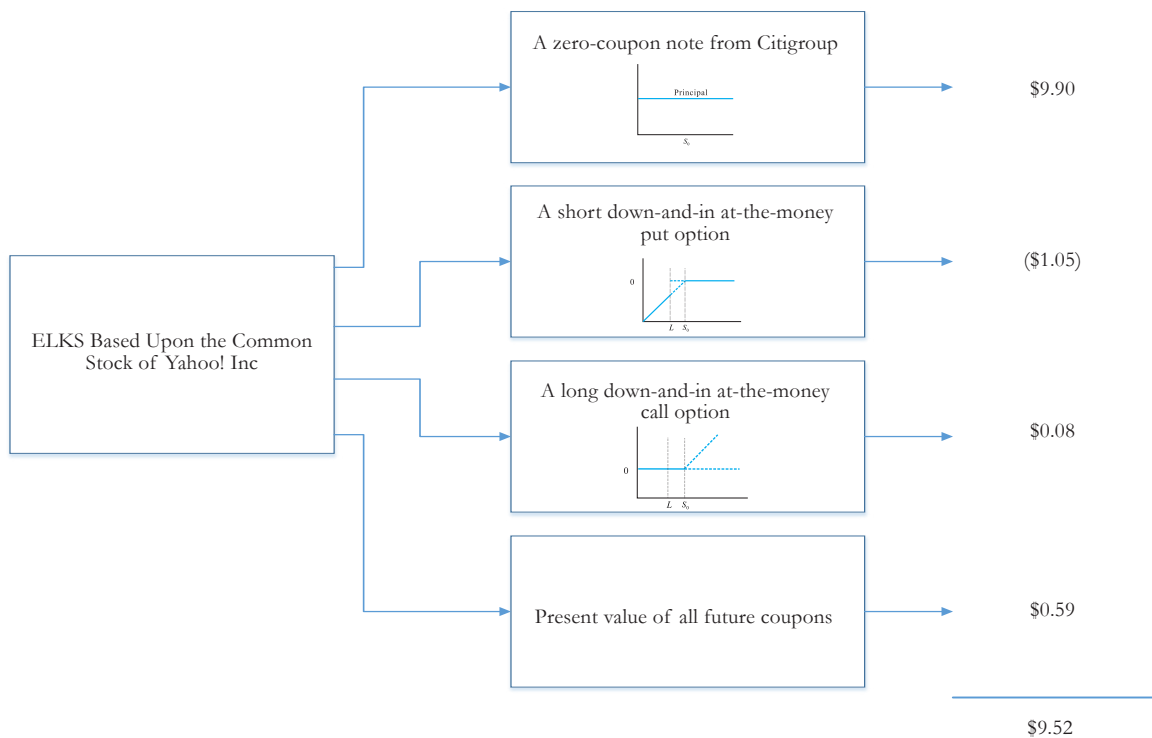 A zero-coupon note from Citigroup
Principal
S₀
$9.90
A short down-and-in at-the-money
put option
0
L S₀
($1.05)
ELKS Based Upon the Common
Stock of Yahoo! Inc
A long down-and-in at-the-money
call option
0
L S₀
$0.08
Present value of all future coupons
$0.59
$9.52